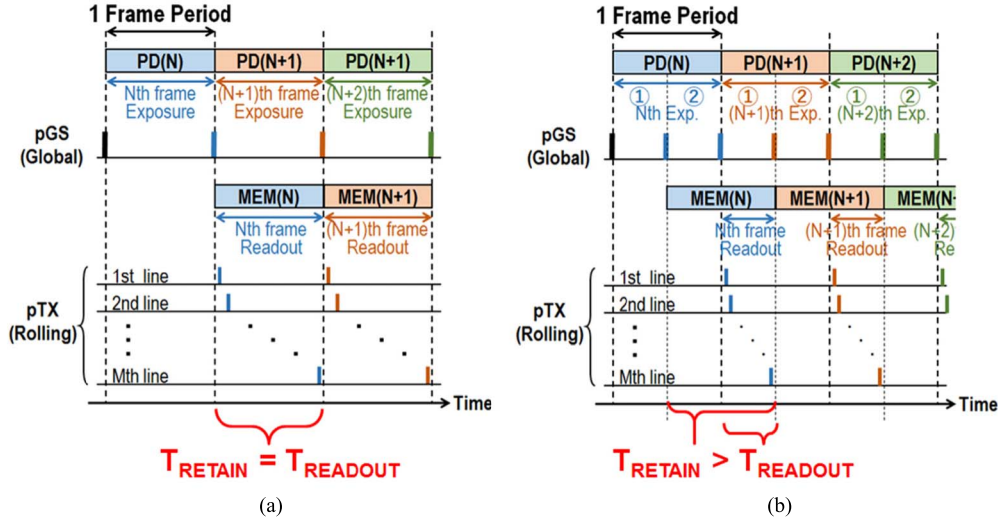 1 Frame Period
PD(N) PD(N+1) PD(N+1)
Nth frame (N+1)th frame (N+2)th frame
Exposure Exposure Exposure
pGS
(Global)
MEM(N) MEM(N+1)
Nth frame (N+1)th frame
Readout Readout
1st line
2nd line
pTX
(Rolling)
Mth line
Time
TRETAIN = TREADOUT
(a)
1 Frame Period
PD(N) PD(N+1) PD(N+2)
① ② ① ② ① ②
Nth Exp. (N+1)th Exp. (N+2)th Exp.
pGS
(Global)
MEM(N) MEM(N+1) MEM(N
Nth frame (N+1)th frame (N+2)
Readout Readout Re
1st line
2nd line
pTX
(Rolling)
Mth line
Time
TRETAIN > TREADOUT
(b)